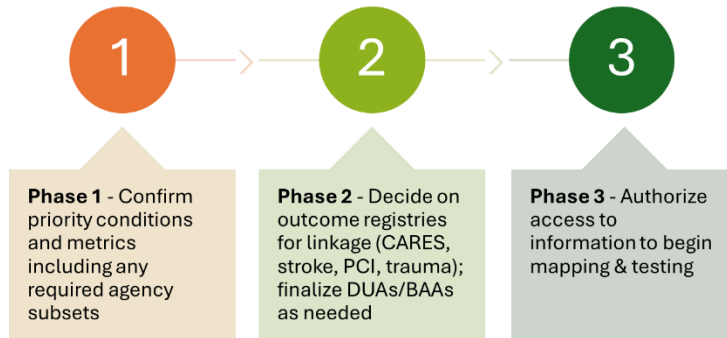 1
2
3
Phase 1 - Confirm
priority conditions
and metrics
including any
required agency
subsets
Phase 2 - Decide on
outcome registries
for linkage (CARES,
stroke, PCI, trauma);
finalize DUAs/BAAs
as needed
Phase 3 - Authorize
access to
information to begin
mapping & testing